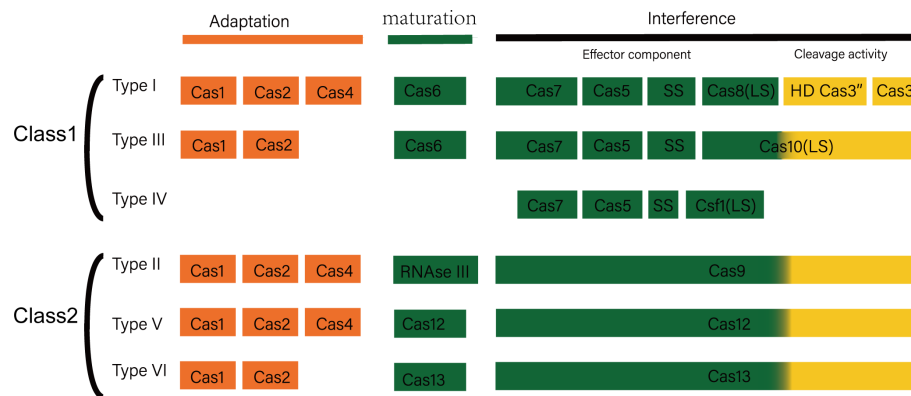 Adaptation maturation Interference
Effector component Cleavage activity
Class1
Type I Cas1 Cas2 Cas4 Cas6 Cas7 Cas5 SS Cas8(LS) HD Cas3″ Cas3
Type III Cas1 Cas2 Cas6 Cas7 Cas5 SS Cas10(LS)
Type IV Cas7 Cas5 SS Csf1(LS)
Class2
Type II Cas1 Cas2 Cas4 RNAse III Cas9
Type V Cas1 Cas2 Cas4 Cas12 Cas12
Type VI Cas1 Cas2 Cas13 Cas13